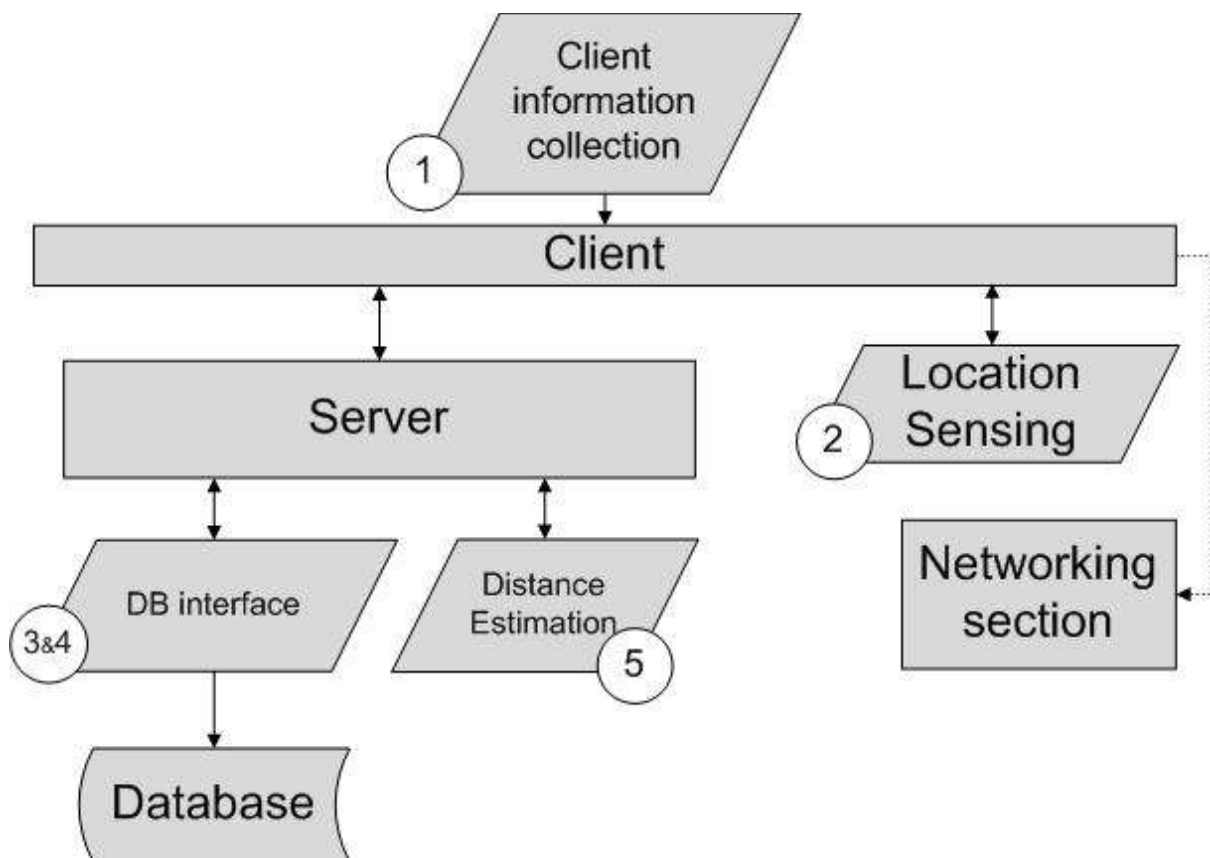 Client
information
collection
1
Client
Server
Location
Sensing
2
DB interface
3&4
Distance
Estimation
5
Networking
section
Database